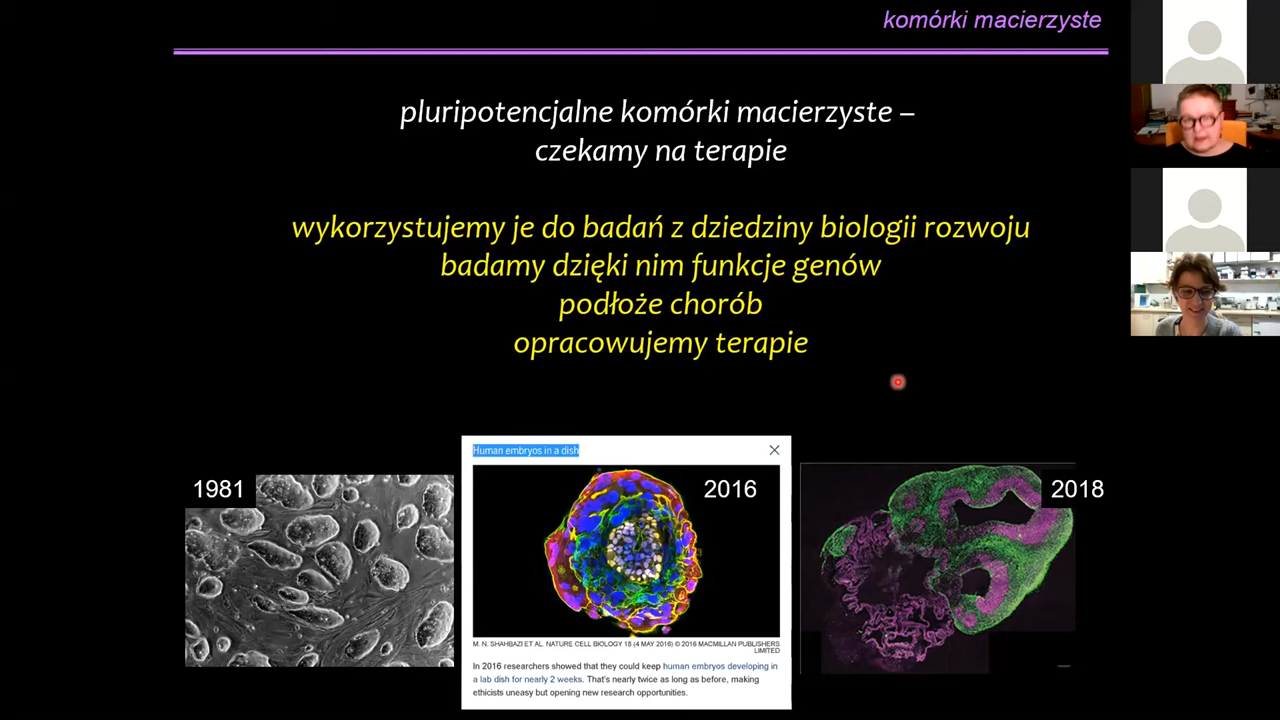 komórki macierzyste
pluripotencjalne komórki macierzyste –
czekamy na terapie
wykorzystujemy je do badań z dziedziny biologii rozwoju
badamy dzięki nim funkcje genów
podłoże chorób
opracowujemy terapie
1981
Human embryos in a dish
2016
M. N. SHAHBAZI ET AL. NATURE CELL BIOLOGY 18 (4 MAY 2016) © 2016 MACMILLAN PUBLISHERS
LIMITED
In 2016 researchers showed that they could keep human embryos developing in
a lab dish for nearly 2 weeks. That's nearly twice as long as before, making
ethicists uneasy but opening new research opportunities.
2018